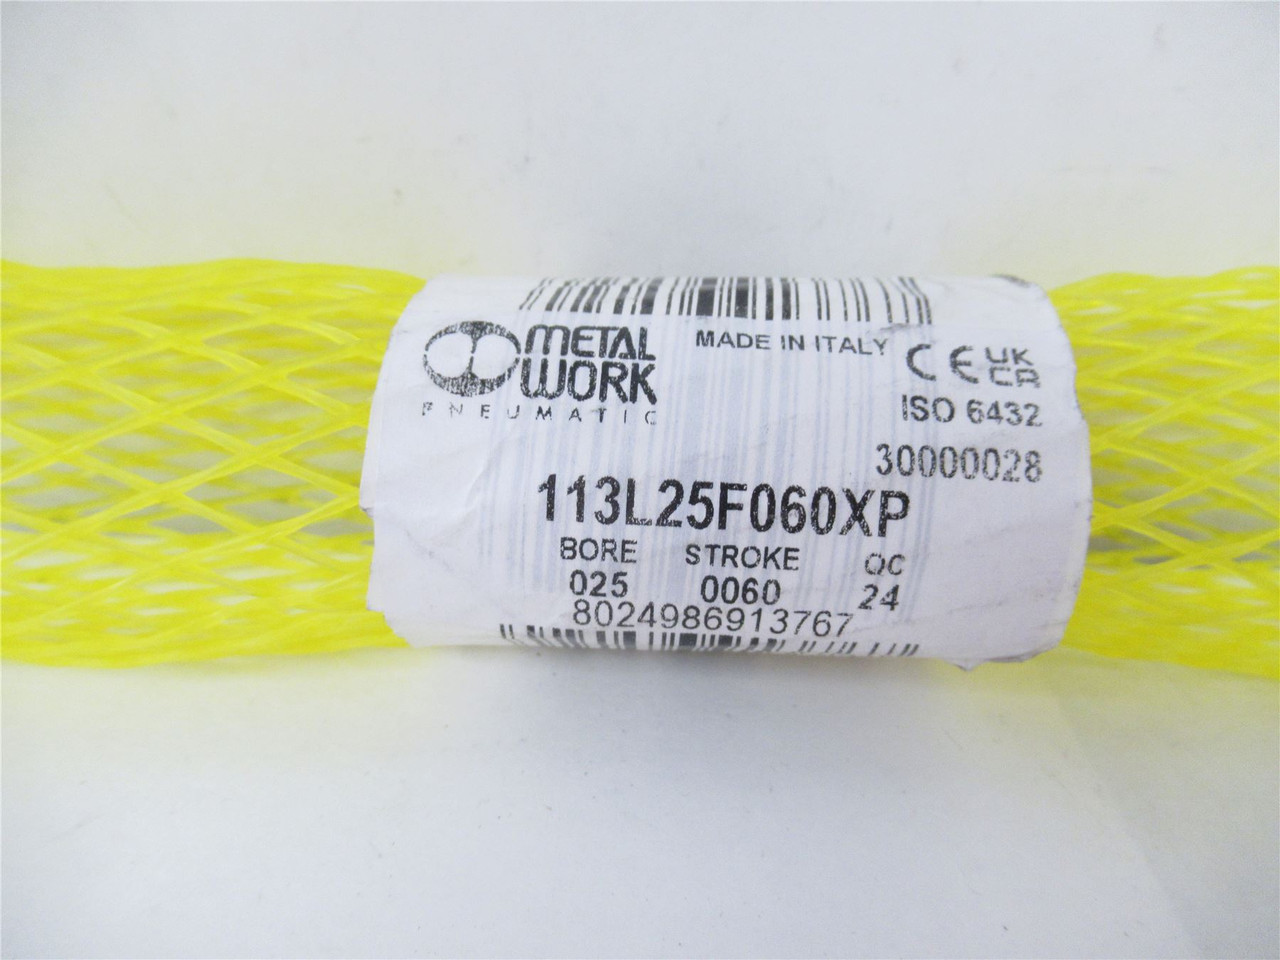 METAL WORK
PNEUMATIC
MADE IN ITALY
CE UK CA
ISO 6432
30000028
113L25F060XP
BORE STROKE QC
025 0060 24
8024986913767